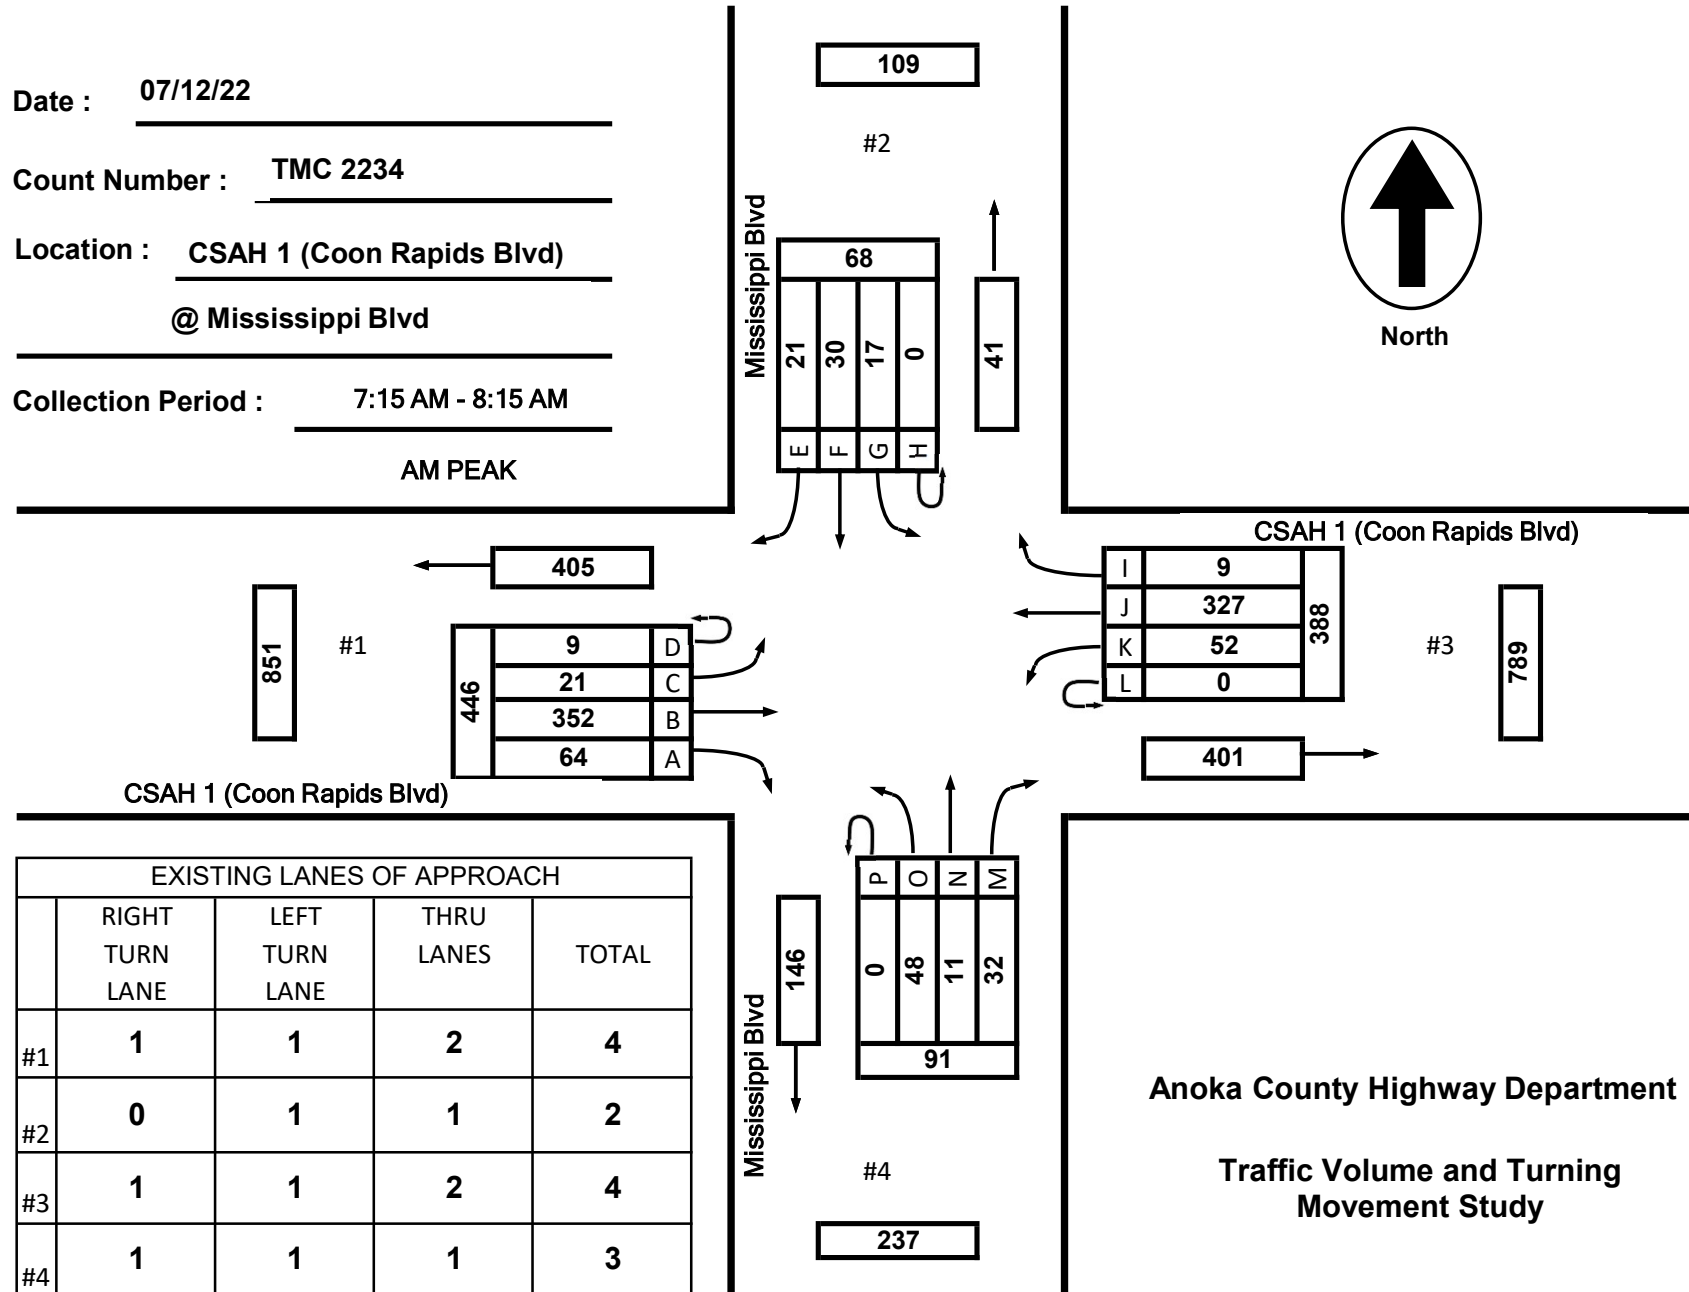 Date : 07/12/22
Count Number : TMC 2234
Location : CSAH 1 (Coon Rapids Blvd)
@ Mississippi Blvd
Collection Period : 7:15 AM - 8:15 AM
AM PEAK
109
#2
Mississippi Blvd
68
21 30 17 0
E F G H
41
North
405
851
#1
446
9 D
21 C
352 B
64 A
CSAH 1 (Coon Rapids Blvd)
CSAH 1 (Coon Rapids Blvd)
I 9
J 327
K 52
L 0
388
#3
789
401
P O N M
0 48 11 32
91
146
Mississippi Blvd
#4
237
EXISTING LANES OF APPROACH
RIGHT LEFT THRU
TURN TURN LANES TOTAL
LANE LANE
#1 1 1 2 4
#2 0 1 1 2
#3 1 1 2 4
#4 1 1 1 3
Anoka County Highway Department
Traffic Volume and Turning
Movement Study